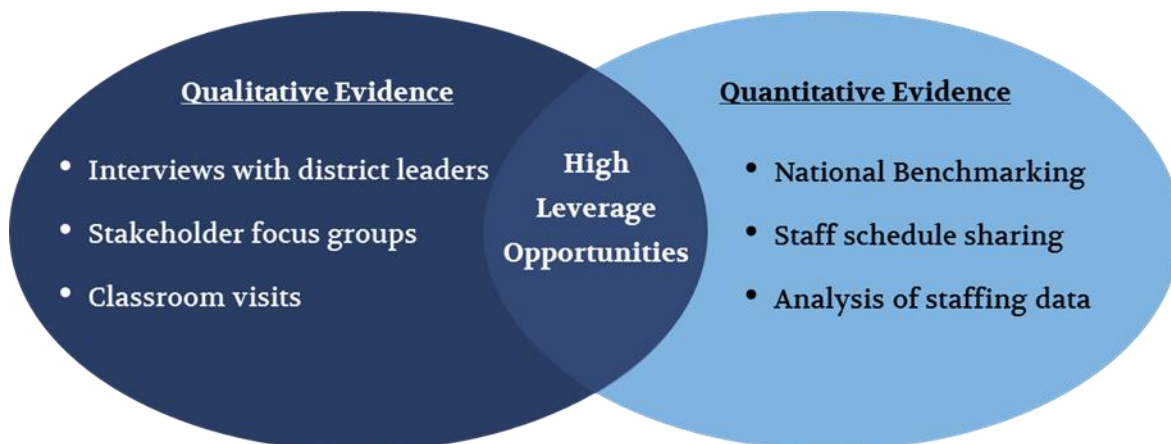 Qualitative Evidence
• Interviews with district leaders
• Stakeholder focus groups
• Classroom visits
High
Leverage
Opportunities
Quantitative Evidence
• National Benchmarking
• Staff schedule sharing
• Analysis of staffing data